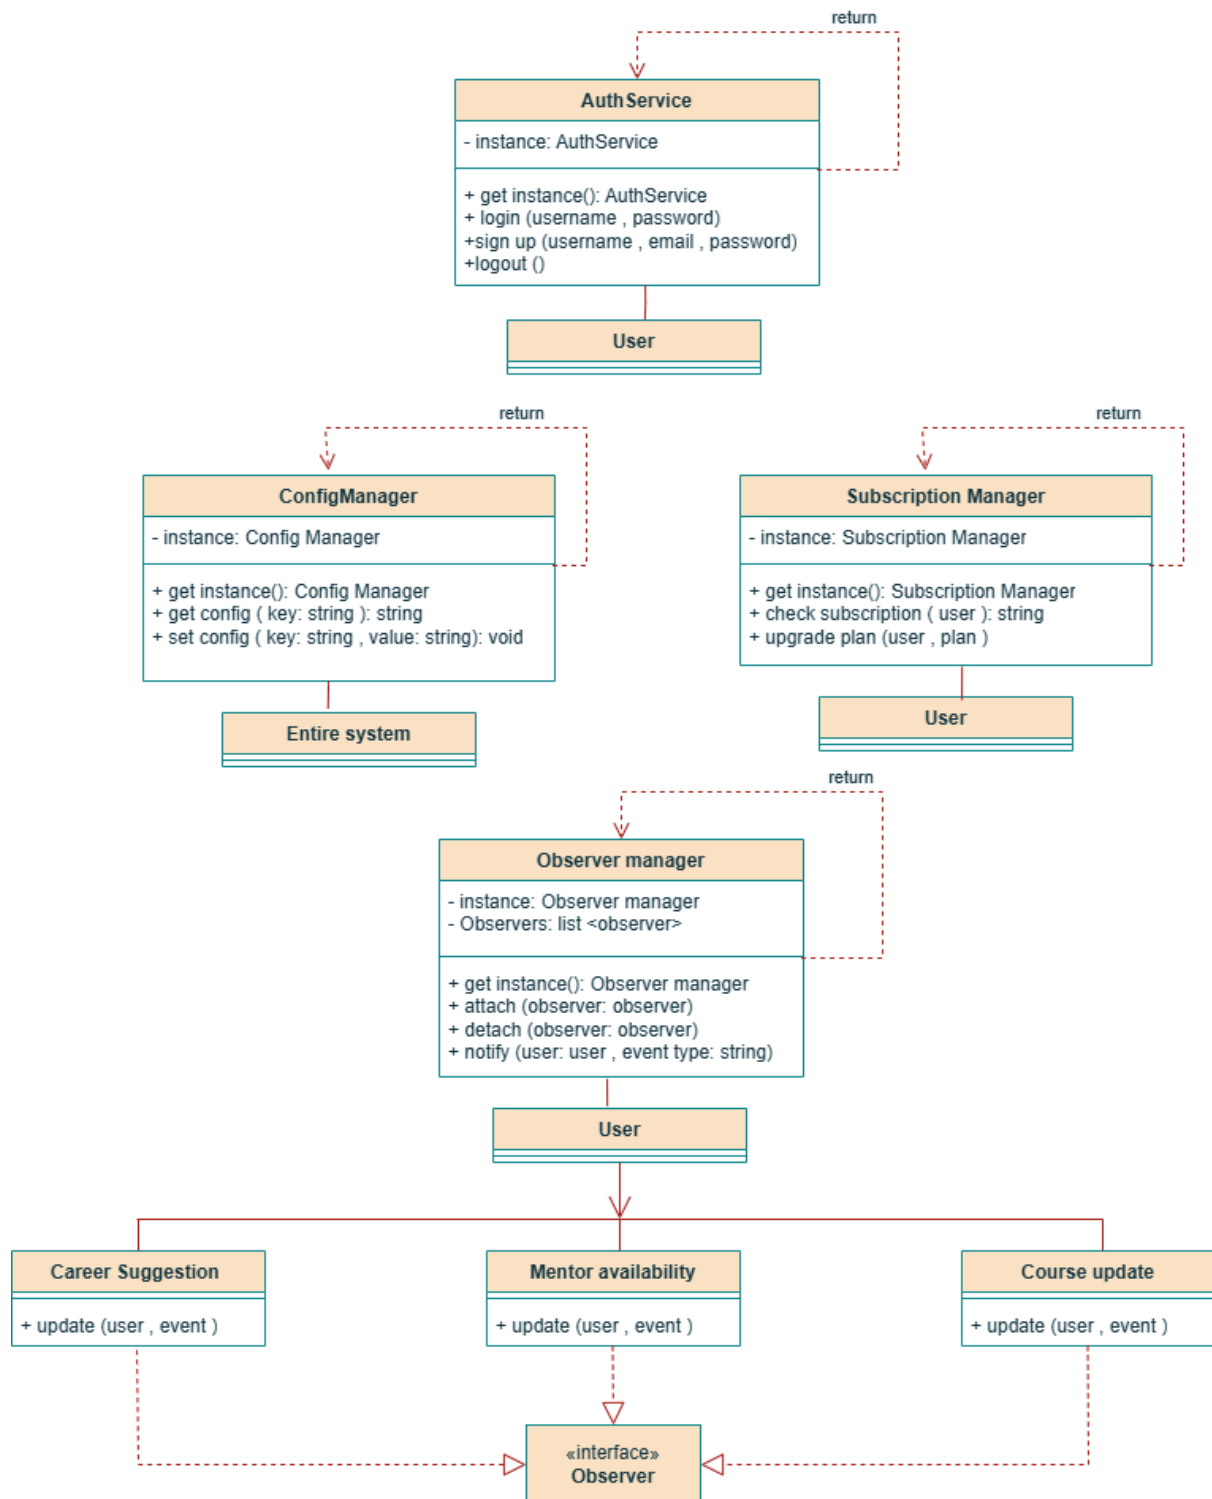 return
AuthService
- instance: AuthService
+ get instance(): AuthService
+ login (username , password)
+sign up (username , email , password)
+logout ()
User
return
ConfigManager
- instance: Config Manager
+ get instance(): Config Manager
+ get config ( key: string ): string
+ set config ( key: string , value: string): void
Entire system
return
Subscription Manager
- instance: Subscription Manager
+ get instance(): Subscription Manager
+ check subscription ( user ): string
+ upgrade plan (user , plan )
User
return
Observer manager
- instance: Observer manager
- Observers: list <observer>
+ get instance(): Observer manager
+ attach (observer: observer)
+ detach (observer: observer)
+ notify (user: user , event type: string)
User
Career Suggestion
+ update (user , event )
Mentor availability
+ update (user , event )
Course update
+ update (user , event )
«interface»
Observer